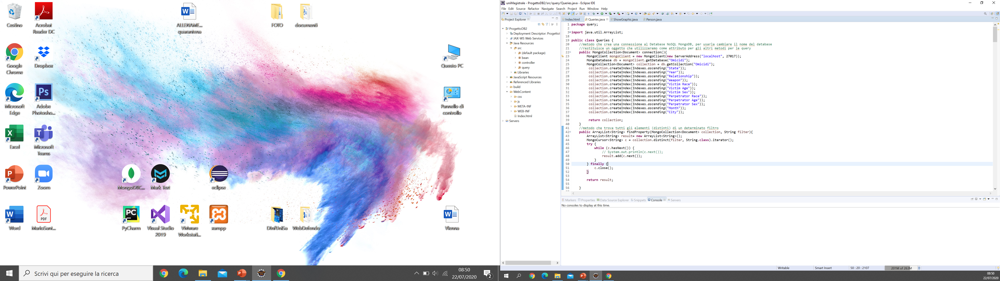 Cestino
Acrobat
Reader DC
ALLENAME...
quarantena
FOTO
documenti
Google
Chrome
Dropbox
Questo PC
Microsoft
Edge
Ps
Adobe
Photosho...
Pannello di
controllo
Excel
Microsoft
Teams
PowerPoint
Zoom
MongoDBC...
Mark Text
eclipse
Word
PDF
MarioSant...
PC
PyCharm
Visual Studio
2019
VMware
Workstati...
xampp
DInfUniSa
WebDefendo
Vienna
Scrivi qui per eseguire la ricerca
08:50
22/07/2020
2
uniMagistrale - ProgettoDB2/src/query/Queries.java - Eclipse IDE
File Edit Source Refactor Navigate Search Project Run Window Help
Project Explorer
ProgettoDB2
Deployment Descriptor: Progettol
JAX-WS Web Services
Java Resources
src
(default package)
bean
controller
query
Libraries
JavaScript Resources
Referenced Libraries
build
WebContent
css
js
META-INF
WEB-INF
Index.html
Servers
Index.html Queries.java ShowGraphic.java Person.java
1 package query;
2
3 import java.util.ArrayList;
18
19 public class Queries {
20 //metodo che crea una connessione al Database NoSQL MongoDB, per usarla cambiare il nome del database
21 //restituisce un oggetto che utilizzeremo come attributo per gli altri metodi per le query
22 public MongoCollection<Document> connection(){
23 MongoClient mongoClient = new MongoClient(new ServerAddress("localhost", 27017));
24 MongoDatabase db = mongoClient.getDatabase("Omicidi");
25 MongoCollection<Document> collection = db.getCollection("Omicidi");
26 collection.createIndex(Indexes.ascending("State"));
27 collection.createIndex(Indexes.ascending("Year"));
28 collection.createIndex(Indexes.ascending("Relationship"));
29 collection.createIndex(Indexes.ascending("Weapon"));
30 collection.createIndex(Indexes.ascending("Victim Race"));
31 collection.createIndex(Indexes.ascending("Victim Age"));
32 collection.createIndex(Indexes.ascending("Victim Sex"));
33 collection.createIndex(Indexes.ascending("Perpetrator Race"));
34 collection.createIndex(Indexes.ascending("Perpetrator Age"));
35 collection.createIndex(Indexes.ascending("Perpetrator Sex"));
36 collection.createIndex(Indexes.ascending("Month"));
37 collection.createIndex(Indexes.ascending("City"));
38
39 return collection;
40 }
41 //metodo che trova tutti gli elementi (distinti) di un determinato filtro
42 public ArrayList<String> findProperty(MongoCollection<Document> collection, String filter){
43 ArrayList<String> result= new ArrayList<String>();
44 MongoCursor<String> c = collection.distinct(filter, String.class).iterator();
45 try {
46 while (c.hasNext()) {
47 // System.out.println(c.next());
48 result.add(c.next());
49 }
50 } finally {
51 c.close();
52 }
53
54 return result;
55
56 }
Markers Properties Data Source Explorer Snippets Console Servers
No consoles to display at this time.
Writable Smart Insert 50 : 20 : 2107 201M of 263M
08:50
22/07/2020